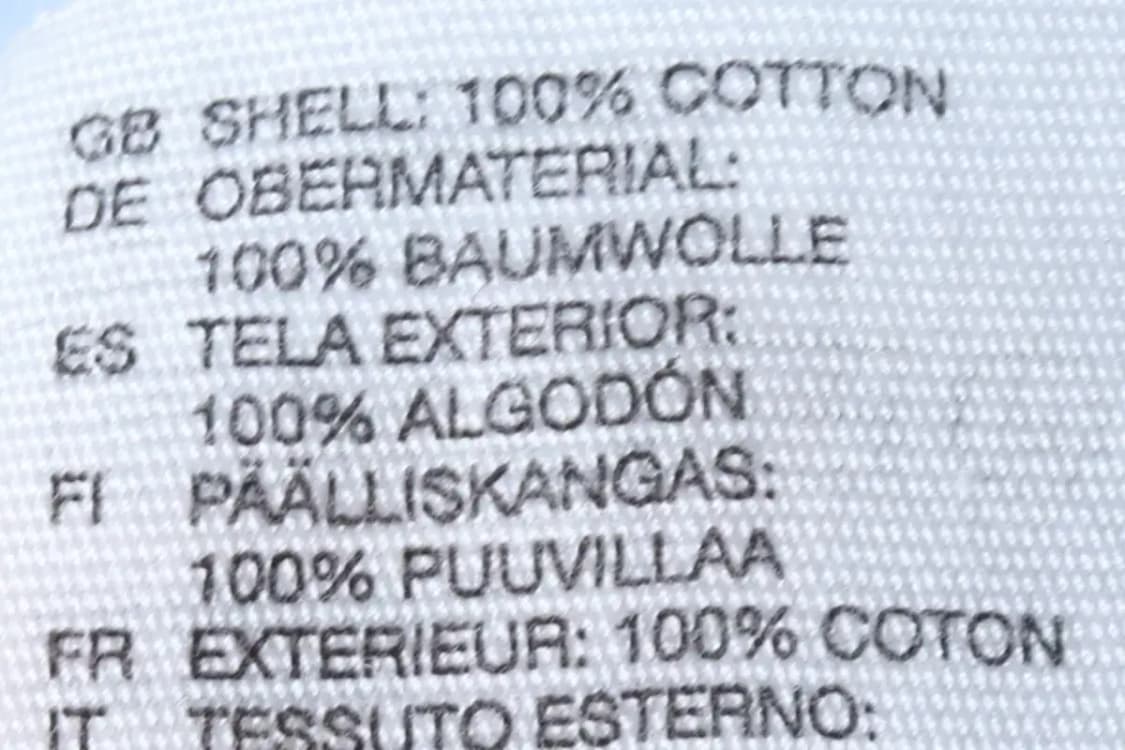 GB SHELL: 100% COTTON
DE OBERMATERIAL:
100% BAUMWOLLE
ES TELA EXTERIOR:
100% ALGODÓN
FI PÄÄLLISKANGAS:
100% PUUVILLAA
FR EXTERIEUR: 100% COTON
IT TESSUTO ESTERNO: